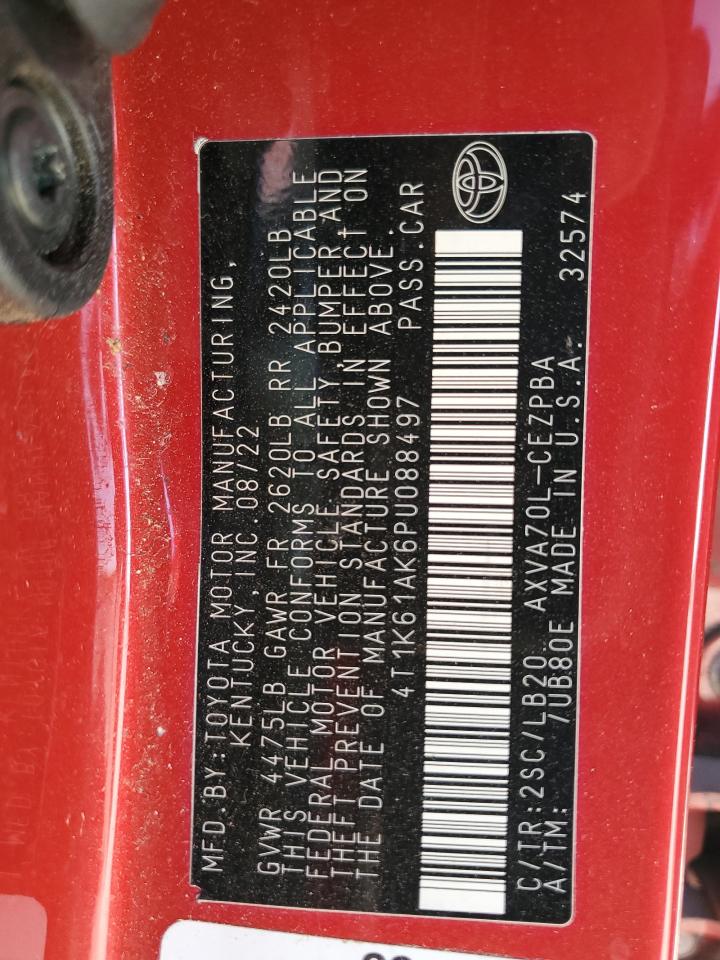 MFD.BY:TOYOTA MOTOR MANUFACTURING,
KENTUCKY,INC.08/22
GVWR 4475LB GAWR FR 2620LB RR 2420LB
THIS VEHICLE CONFORMS TO ALL APPLICABLE
FEDERAL MOTOR VEHICLE SAFETY,BUMPER AND
THEFT PREVENTION STANDARDS IN EFFECT ON
THE DATE OF MANUFACTURE SHOWN ABOVE.
4T1K61AK6PU088497 PASS.CAR
C/TR:2SC/LB20 AXVA70L-CEZPBA
A/TM: 7UB80E MADE IN U.S.A. 32574